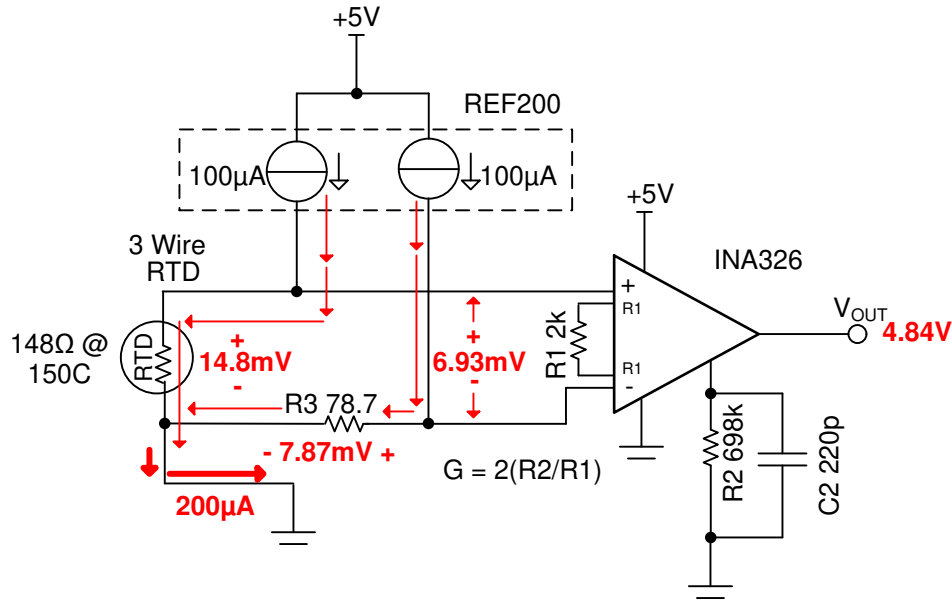 +5V
REF200
100µA
100µA
3 Wire
RTD
+5V
INA326
+
R1
R1 2k
R1
-
V_OUT
4.84V
148Ω @
150C
RTD
+
14.8mV
-
+
6.93mV
-
R3 78.7
- 7.87mV +
200µA
G = 2(R2/R1)
R2 698k
C2 220p